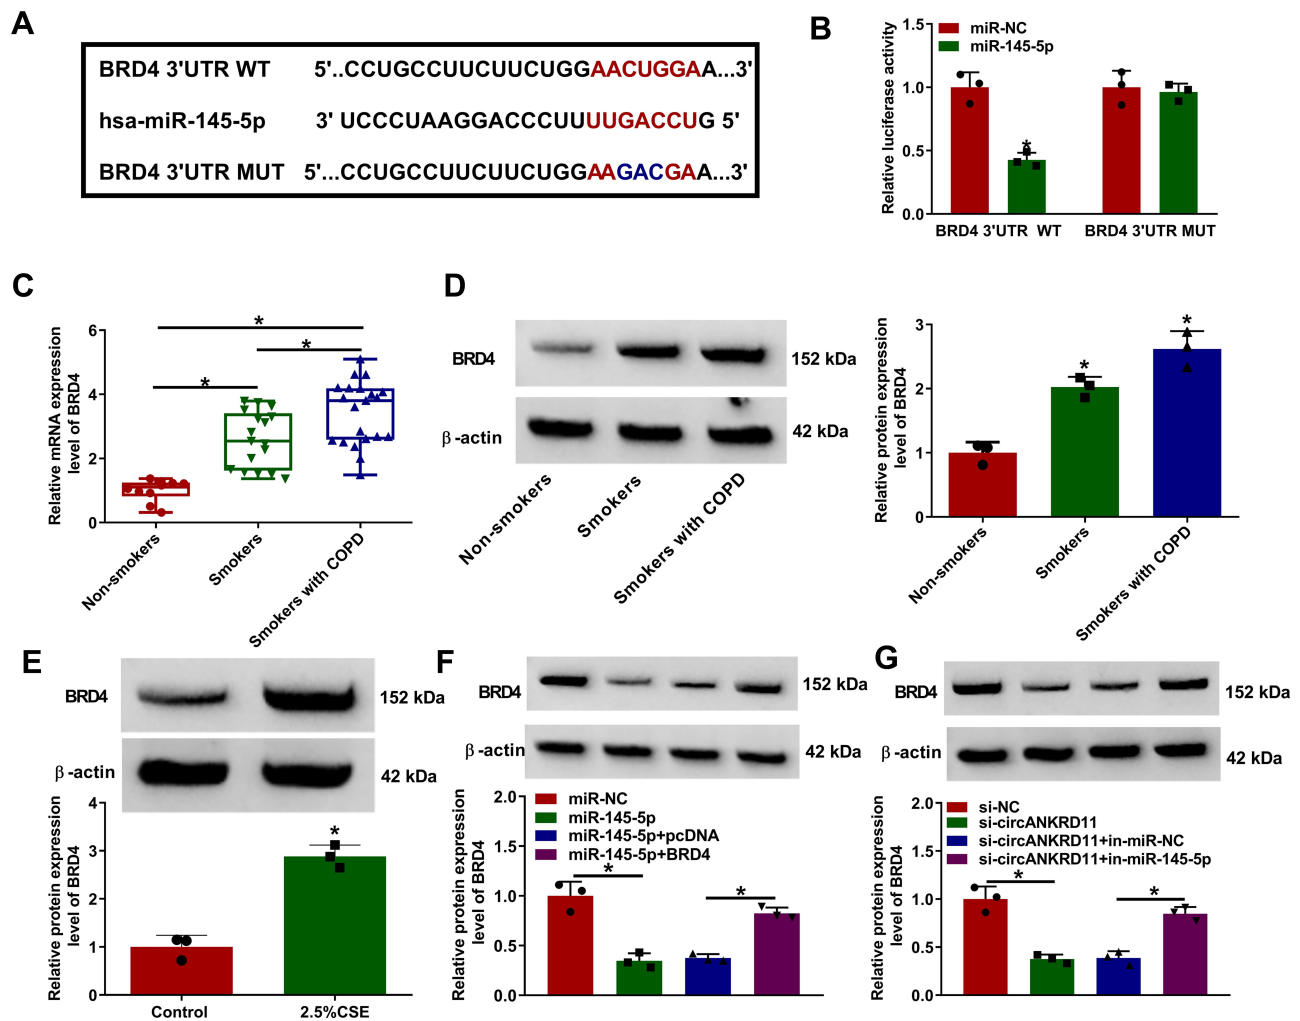 A
BRD4 3'UTR WT 5'..CCUGCCUUCUUCUGGAACUGGAA...3'
hsa-miR-145-5p 3' UCCCUAAGGACCCUUUUGACCUG 5'
BRD4 3'UTR MUT 5'...CCUGCCUUCUUCUGGAAGACGAA...3'
B
Relative luciferase activity
1.5
1.0
0.5
0.0
miR-NC
miR-145-5p
*
BRD4 3'UTR WT
BRD4 3'UTR MUT
C
Relative mRNA expression
level of BRD4
6
4
2
0
*
*
*
Non-smokers
Smokers
Smokers with COPD
D
BRD4
152 kDa
β-actin
42 kDa
Non-smokers
Smokers
Smokers with COPD
Relative protein expression
level of BRD4
3
2
1
0
*
*
Non-smokers
Smokers
Smokers with COPD
E
BRD4
152 kDa
β-actin
42 kDa
Relative protein expression
level of BRD4
4
3
2
1
0
*
Control
2.5%CSE
F
BRD4
152 kDa
β-actin
42 kDa
Relative protein expression
level of BRD4
2.0
1.5
1.0
0.5
0.0
miR-NC
miR-145-5p
miR-145-5p+pcDNA
miR-145-5p+BRD4
*
*
G
BRD4
152 kDa
β-actin
42 kDa
Relative protein expression
level of BRD4
2.0
1.5
1.0
0.5
0.0
si-NC
si-circANKRD11
si-circANKRD11+in-miR-NC
si-circANKRD11+in-miR-145-5p
*
*